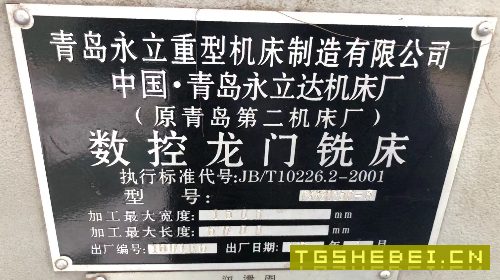 青岛永立重型机床制造有限公司
中国·青岛永立达机床厂
（原青岛第二机床厂）
数控龙门铣床
执行标准代号:JB/T10226.2-2001
型 号:
加工最大宽度: mm
加工最大长度: mm
出厂编号: 出厂日期: 年 月
TGSHEBEI.CN